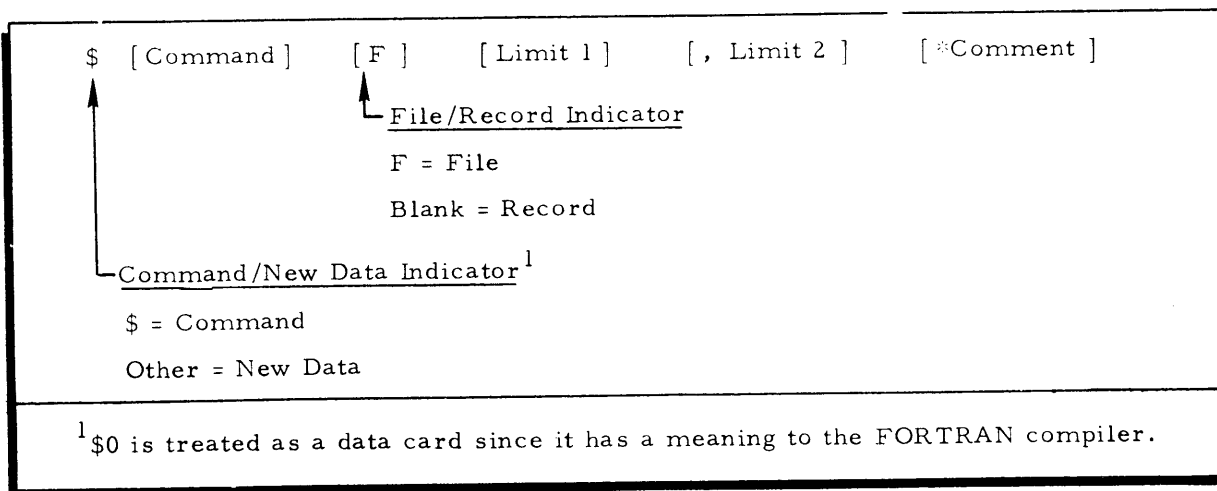 $ [Command] [F] [Limit 1] [, Limit 2] [*Comment]
File/Record Indicator
F = File
Blank = Record
Command/New Data Indicator1
$ = Command
Other = New Data
1$0 is treated as a data card since it has a meaning to the FORTRAN compiler.